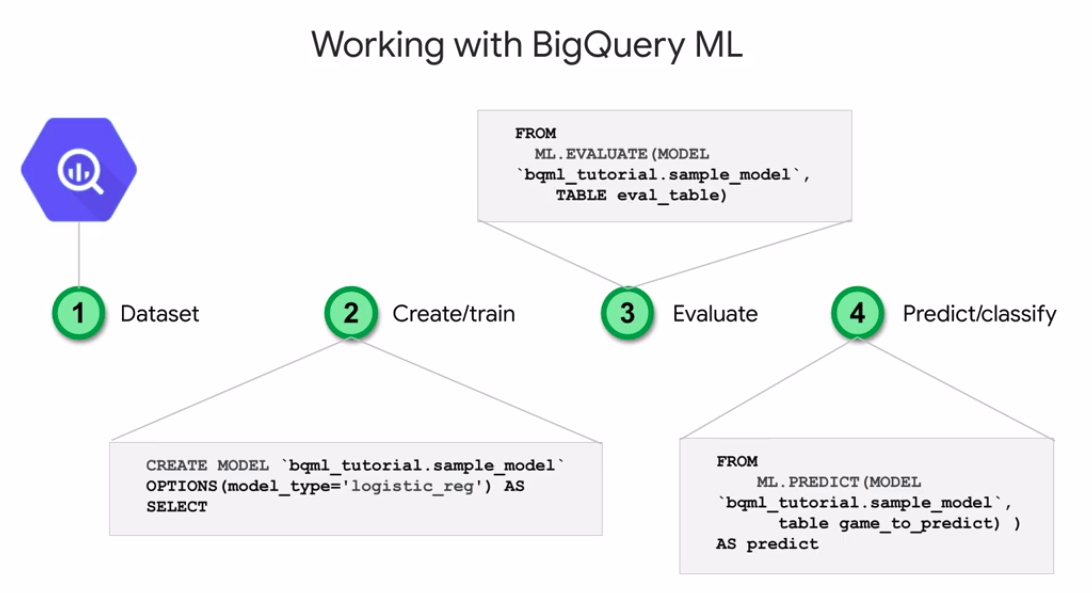 Working with BigQuery ML
FROM
ML.EVALUATE(MODEL
`bqml_tutorial.sample_model`,
TABLE eval_table)
1 Dataset
2 Create/train
3 Evaluate
4 Predict/classify
CREATE MODEL `bqml_tutorial.sample_model`
OPTIONS(model_type='logistic_reg') AS
SELECT
FROM
ML.PREDICT(MODEL
`bqml_tutorial.sample_model`,
table game_to_predict) )
AS predict